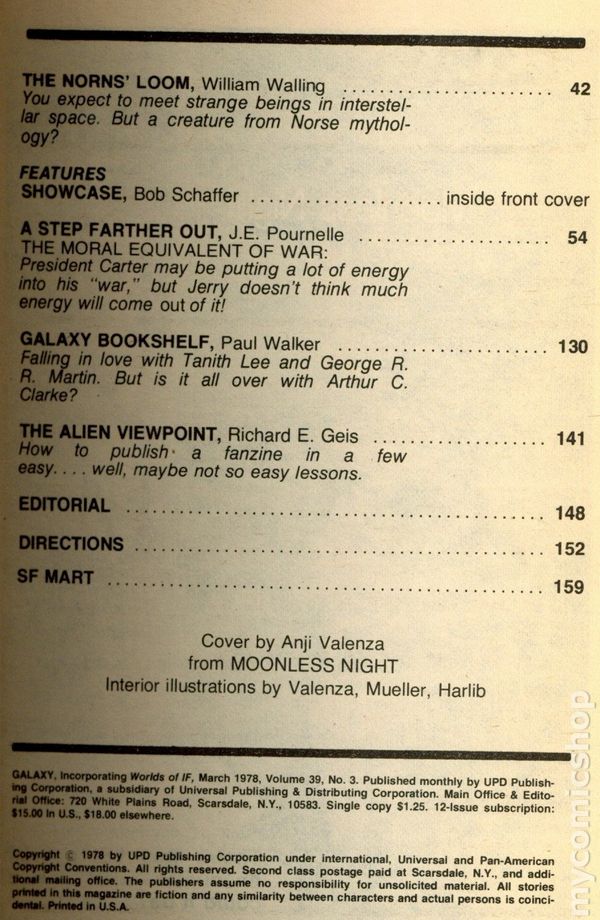 THE NORNS' LOOM, William Walling ........................ 42
You expect to meet strange beings in interstel-
lar space. But a creature from Norse mythol-
ogy?
FEATURES
SHOWCASE, Bob Schaffer ..................... inside front cover
A STEP FARTHER OUT, J.E. Pournelle ...................... 54
THE MORAL EQUIVALENT OF WAR:
President Carter may be putting a lot of energy
into his "war," but Jerry doesn't think much
energy will come out of it!
GALAXY BOOKSHELF, Paul Walker ........................ 130
Falling in love with Tanith Lee and George R.
R. Martin. But is it all over with Arthur C.
Clarke?
THE ALIEN VIEWPOINT, Richard E. Geis .................... 141
How to publish a fanzine in a few
easy.... well, maybe not so easy lessons.
EDITORIAL ................................................ 148
DIRECTIONS .............................................. 152
SF MART ................................................. 159
Cover by Anji Valenza
from MOONLESS NIGHT
Interior illustrations by Valenza, Mueller, Harlib
GALAXY, Incorporating Worlds of IF, March 1978, Volume 39, No. 3. Published monthly by UPD Publish-
ing Corporation, a subsidiary of Universal Publishing & Distributing Corporation. Main Office & Edito-
rial Office: 720 White Plains Road, Scarsdale, N.Y., 10583. Single copy $1.25. 12-Issue subscription:
$15.00 in U.S., $18.00 elsewhere.
Copyright © 1978 by UPD Publishing Corporation under international, Universal and Pan-American
Copyright Conventions. All rights reserved. Second class postage paid at Scarsdale, N.Y., and addi-
tional mailing office. The publishers assume no responsibility for unsolicited material. All stories
printed in this magazine are fiction and any similarity between characters and actual persons is coinci-
dental. Printed in U.S.A.
mycomicshop